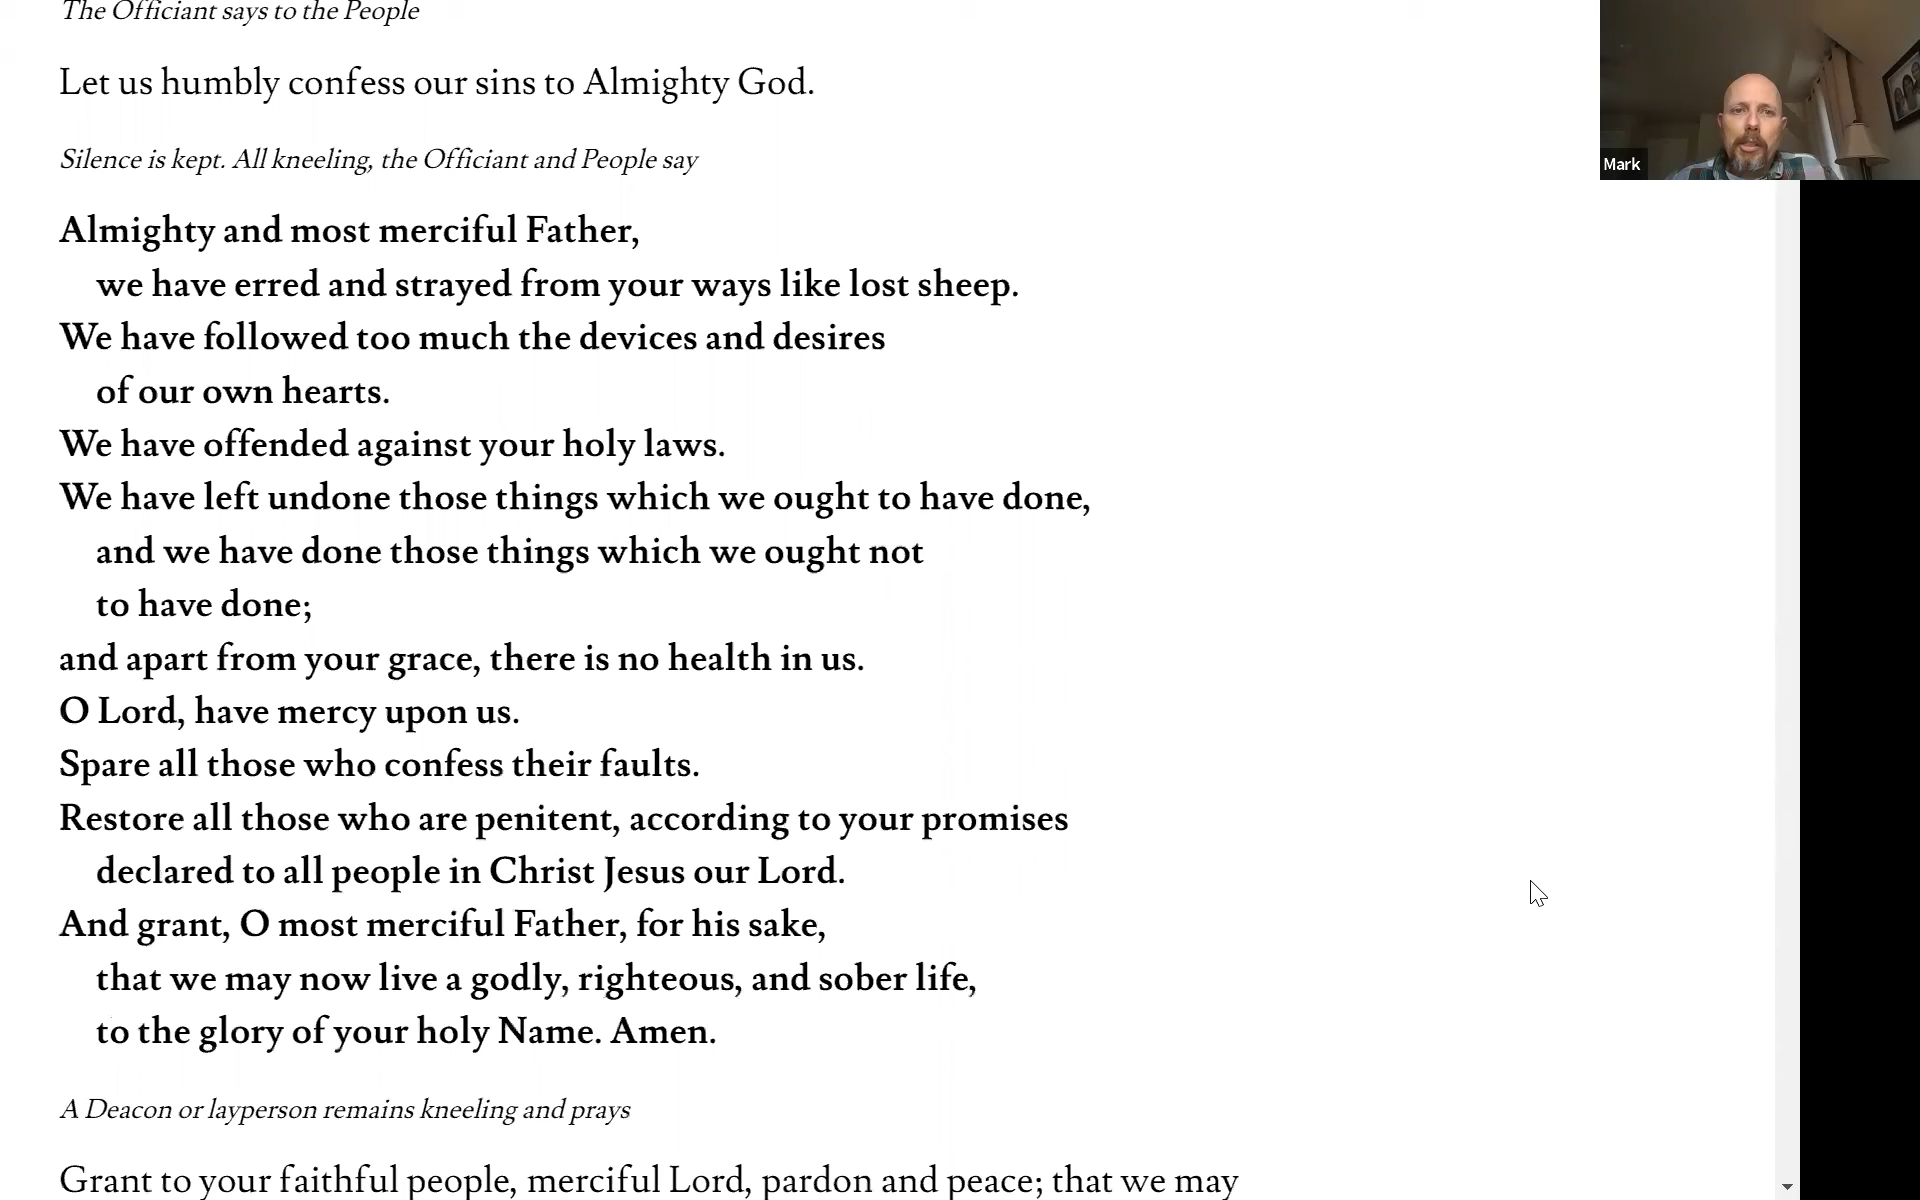 The Officiant says to the People
Let us humbly confess our sins to Almighty God.
Silence is kept. All kneeling, the Officiant and People say
Almighty and most merciful Father,
we have erred and strayed from your ways like lost sheep.
We have followed too much the devices and desires
of our own hearts.
We have offended against your holy laws.
We have left undone those things which we ought to have done,
and we have done those things which we ought not
to have done;
and apart from your grace, there is no health in us.
O Lord, have mercy upon us.
Spare all those who confess their faults.
Restore all those who are penitent, according to your promises
declared to all people in Christ Jesus our Lord.
And grant, O most merciful Father, for his sake,
that we may now live a godly, righteous, and sober life,
to the glory of your holy Name. Amen.
A Deacon or layperson remains kneeling and prays
Grant to your faithful people, merciful Lord, pardon and peace; that we may
Mark